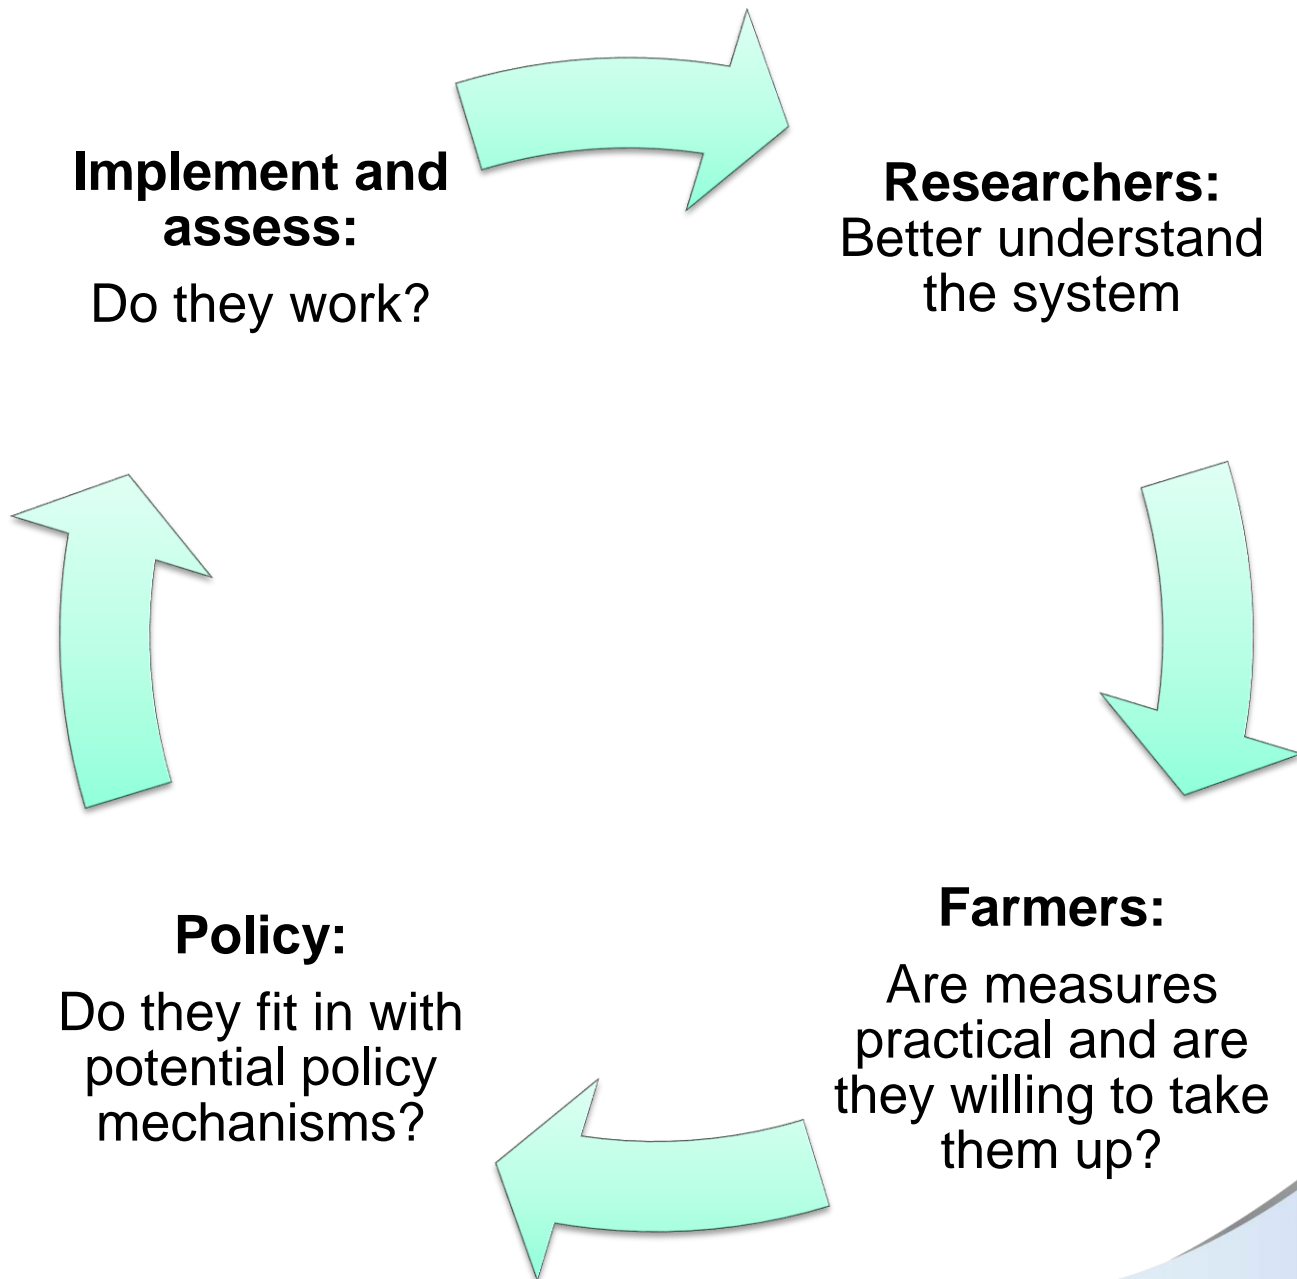 Implement and
assess:
Do they work?
Researchers:
Better understand
the system
Farmers:
Are measures
practical and are
they willing to take
them up?
Policy:
Do they fit in with
potential policy
mechanisms?